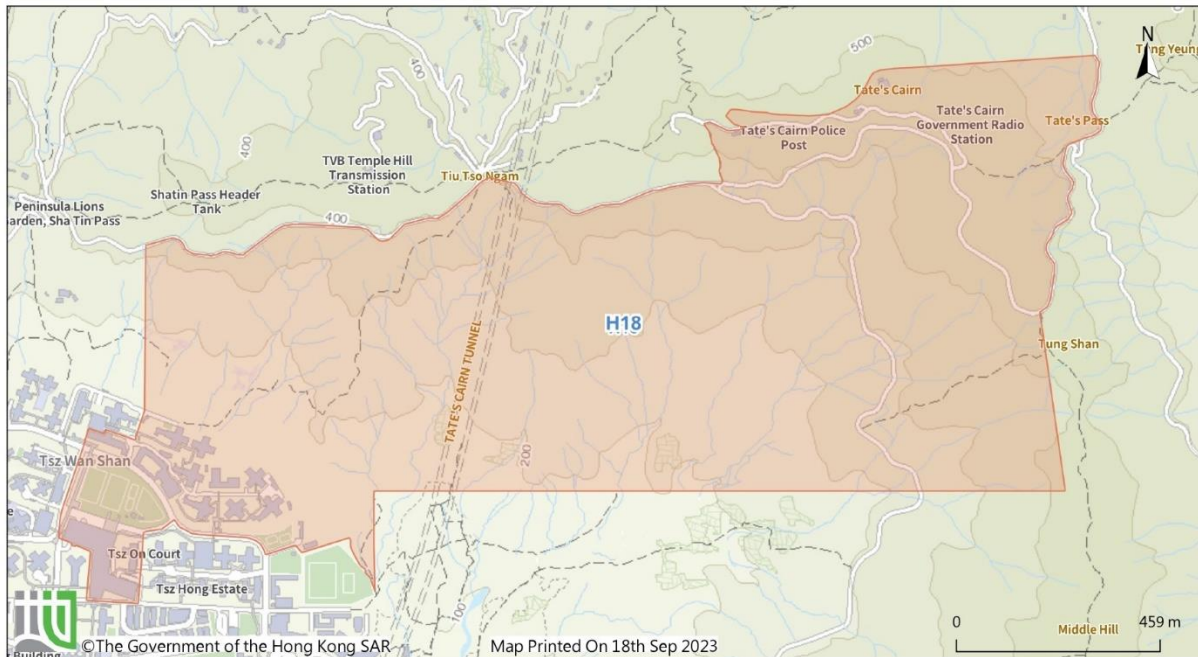 N
500
400
400
400
Tate's Cairn
Tate's Cairn
Government Radio
Station
Tate's Pass
Tate's Cairn Police
Post
TVB Temple Hill
Transmission
Station
Tiu Tso Ngam
Shatin Pass Header
Tank
Peninsula Lions
arden, Sha Tin Pass
H18
TATE'S CAIRN TUNNEL
Tung Shan
200
Tsz Wan Shan
Tsz On Court
Tsz Hong Estate
100
Middle Hill
0
459 m
Building
©The Government of the Hong Kong SAR
Map Printed On 18th Sep 2023